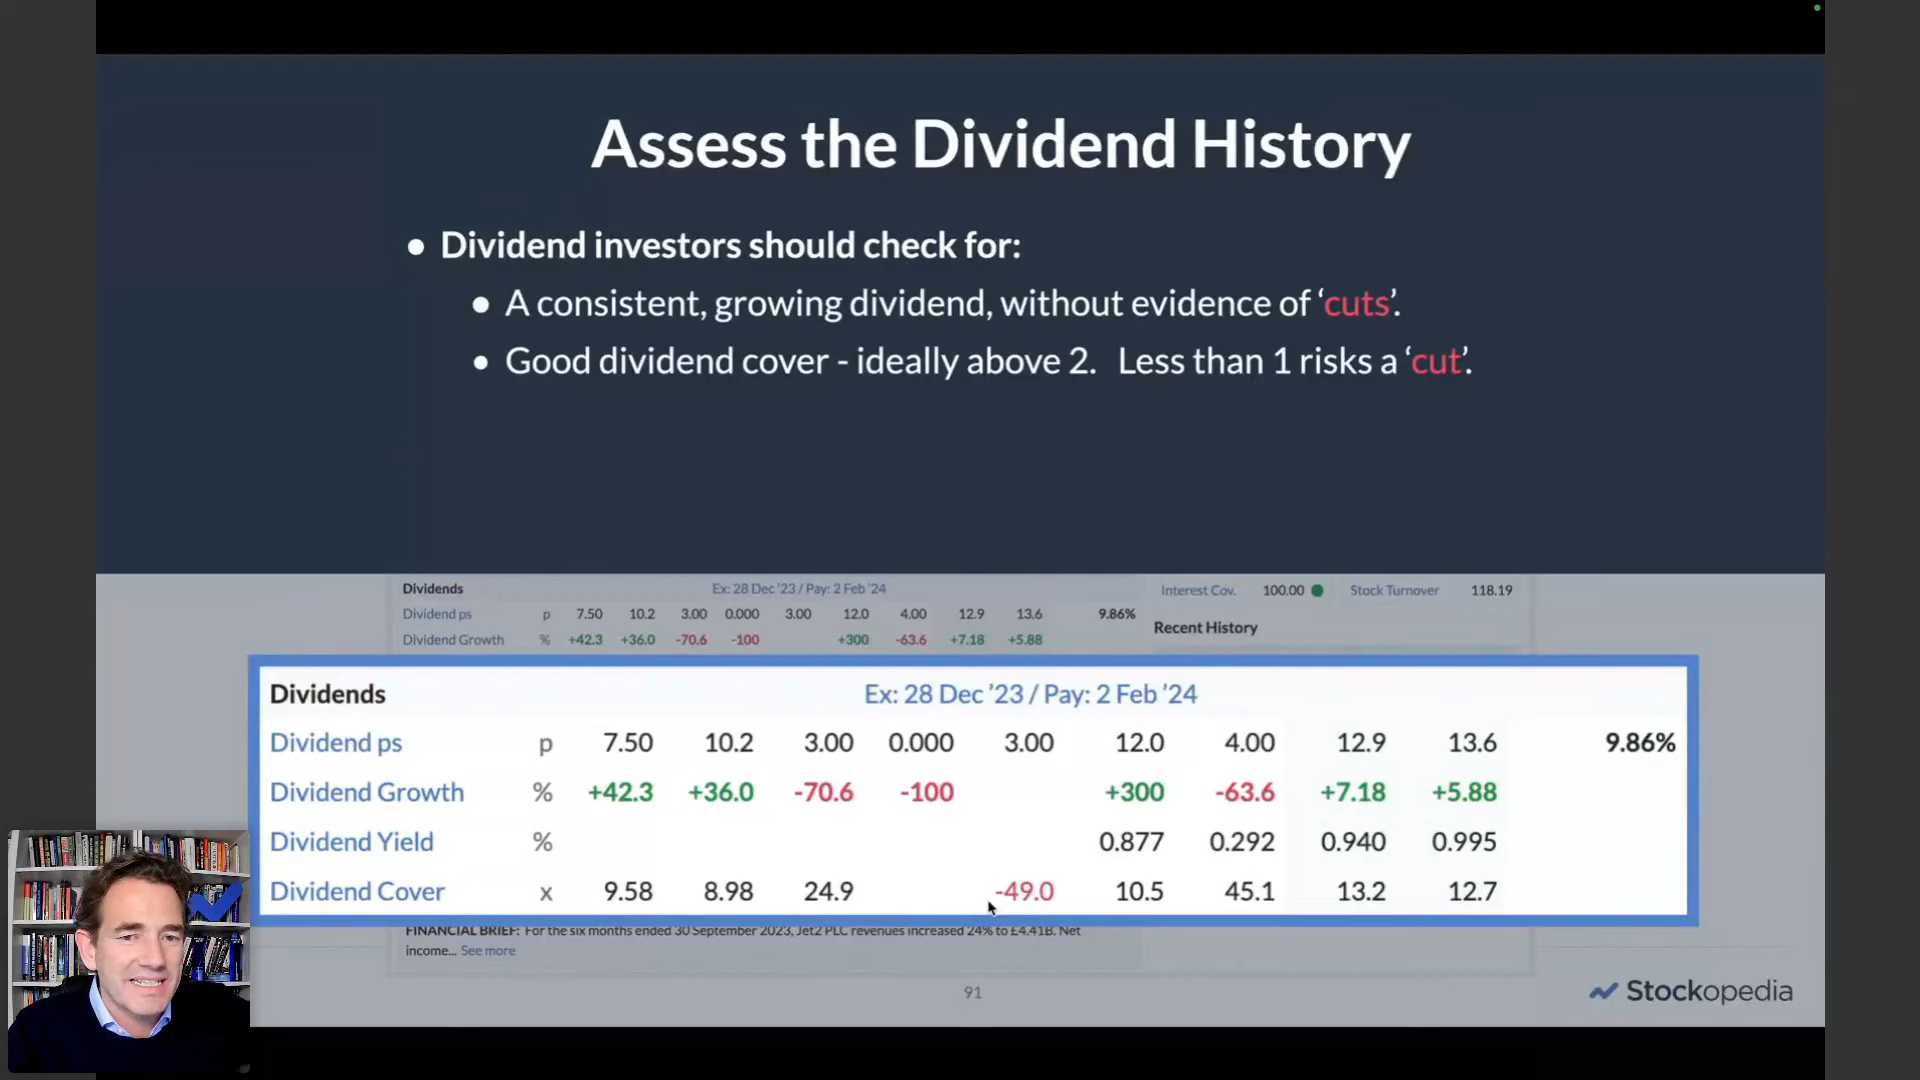 Assess the Dividend History
● Dividend investors should check for:
● A consistent, growing dividend, without evidence of ‘cuts’.
● Good dividend cover - ideally above 2. Less than 1 risks a ‘cut’.
Dividends Ex: 28 Dec '23 / Pay: 2 Feb '24
Dividend ps p 7.50 10.2 3.00 0.000 3.00 12.0 4.00 12.9 13.6 9.86%
Dividend Growth % +42.3 +36.0 -70.6 -100 +300 -63.6 +7.18 +5.88
Interest Cov. 100.00 Stock Turnover 118.19
Recent History
Dividends Ex: 28 Dec ’23 / Pay: 2 Feb ’24
Dividend ps p 7.50 10.2 3.00 0.000 3.00 12.0 4.00 12.9 13.6 9.86%
Dividend Growth % +42.3 +36.0 -70.6 -100 +300 -63.6 +7.18 +5.88
Dividend Yield % 0.877 0.292 0.940 0.995
Dividend Cover x 9.58 8.98 24.9 -49.0 10.5 45.1 13.2 12.7
FINANCIAL BRIEF: For the six months ended 30 September 2023, Jet2 PLC revenues increased 24% to £4.41B. Net
income... See more
91
Stockopedia